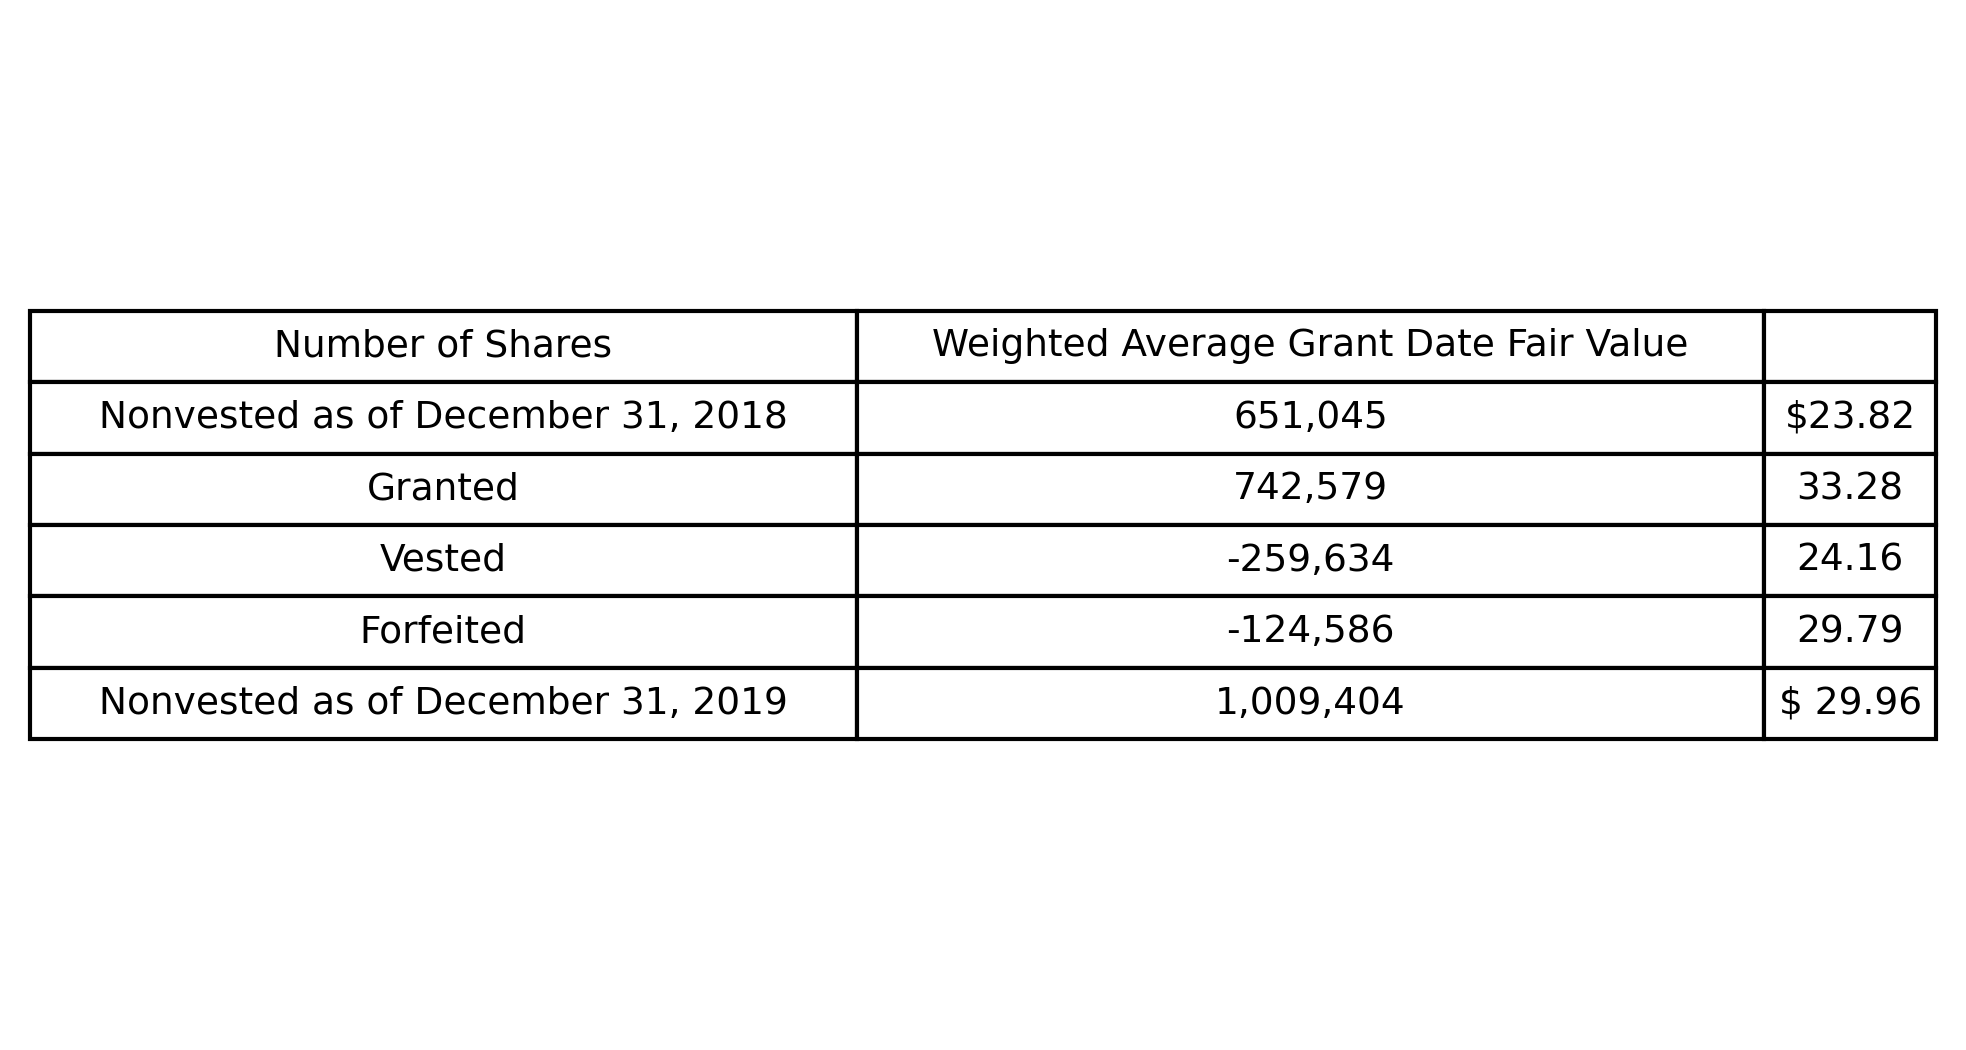 Number of Shares Weighted Average Grant Date Fair Value
Nonvested as of December 31, 2018 651,045 $23.82
Granted 742,579 33.28
Vested -259,634 24.16
Forfeited -124,586 29.79
Nonvested as of December 31, 2019 1,009,404 $ 29.96